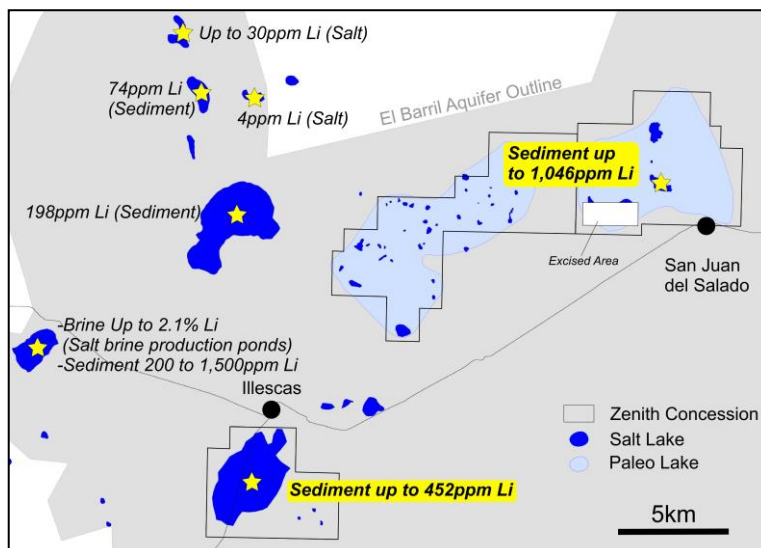 Up to 30ppm Li (Salt)
74ppm Li
(Sediment)
4ppm Li (Salt)
El Barril Aquifer Outline
Sediment up
to 1,046ppm Li
198ppm Li (Sediment)
Excised Area
San Juan
del Salado
-Brine Up to 2.1% Li
(Salt brine production ponds)
-Sediment 200 to 1,500ppm Li
Illescas
Zenith Concession
Salt Lake
Paleo Lake
Sediment up to 452ppm Li
5km